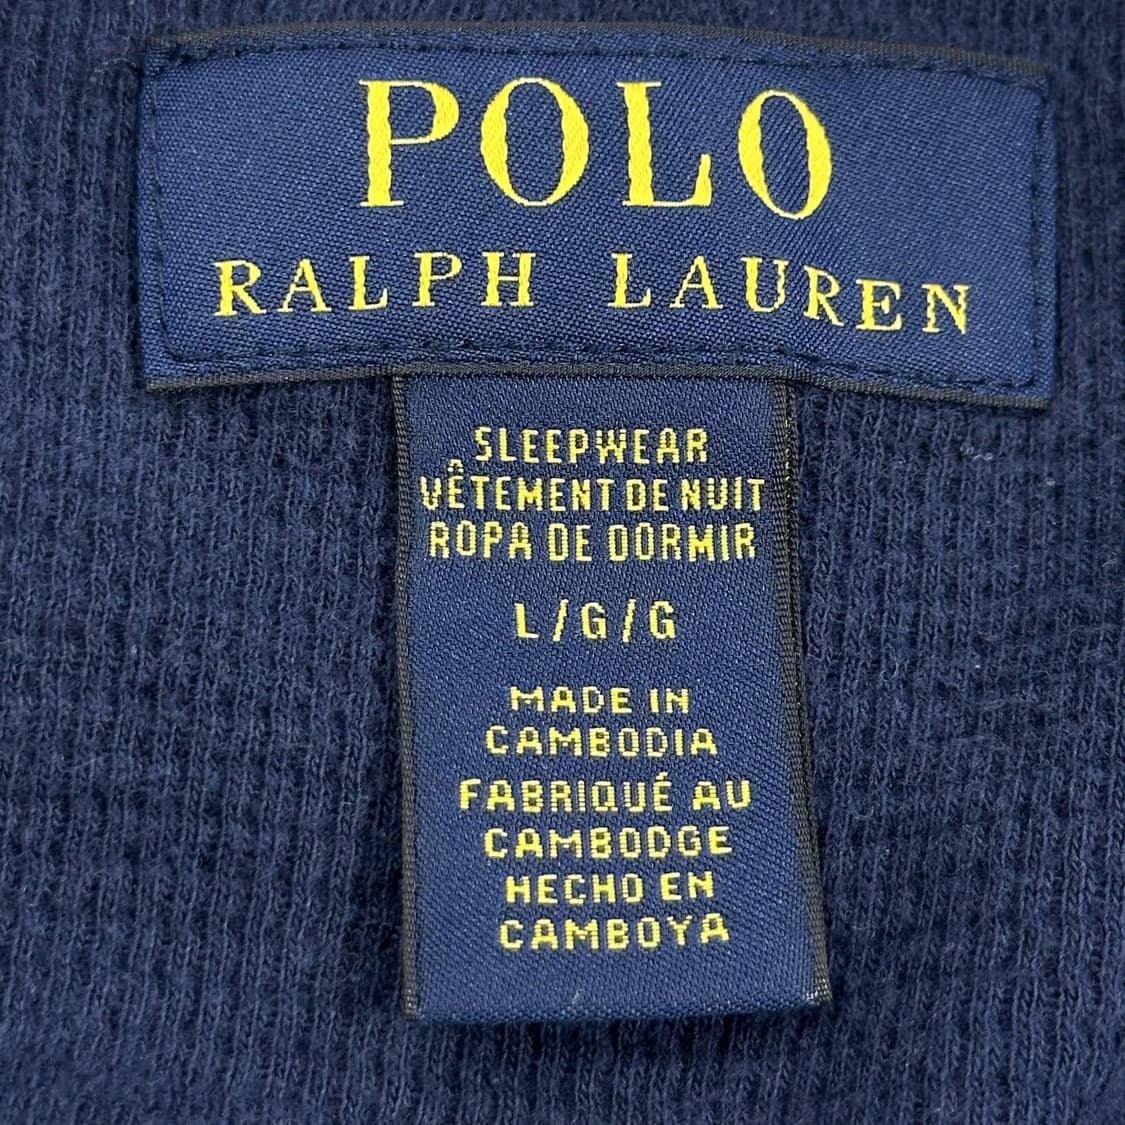 POLO
RALPH LAUREN
SLEEPWEAR
VÊTEMENT DE NUIT
ROPA DE DORMIR
L/G/G
MADE IN
CAMBODIA
FABRIQUÉ AU
CAMBODGE
HECHO EN
CAMBOYA